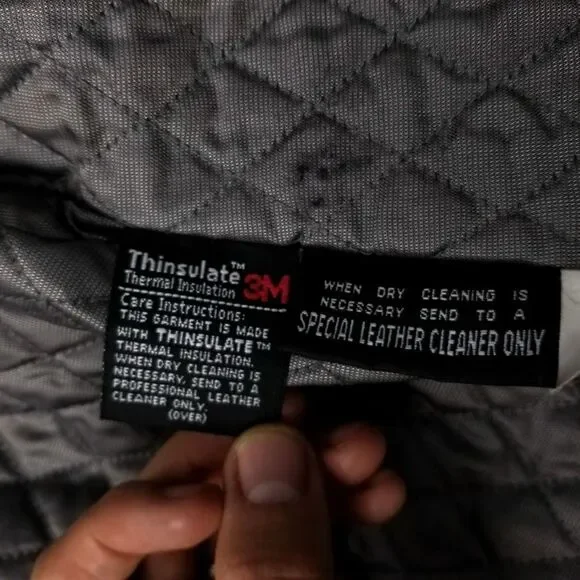 Thinsulate™
Thermal Insulation 3M
Care Instructions:
THIS GARMENT IS MADE
WITH THINSULATE™
THERMAL INSULATION.
WHEN DRY CLEANING IS
NECESSARY, SEND TO A
PROFESSIONAL LEATHER
CLEANER ONLY.
(OVER)
WHEN DRY CLEANING IS
NECESSARY SEND TO A
SPECIAL LEATHER CLEANER ONLY